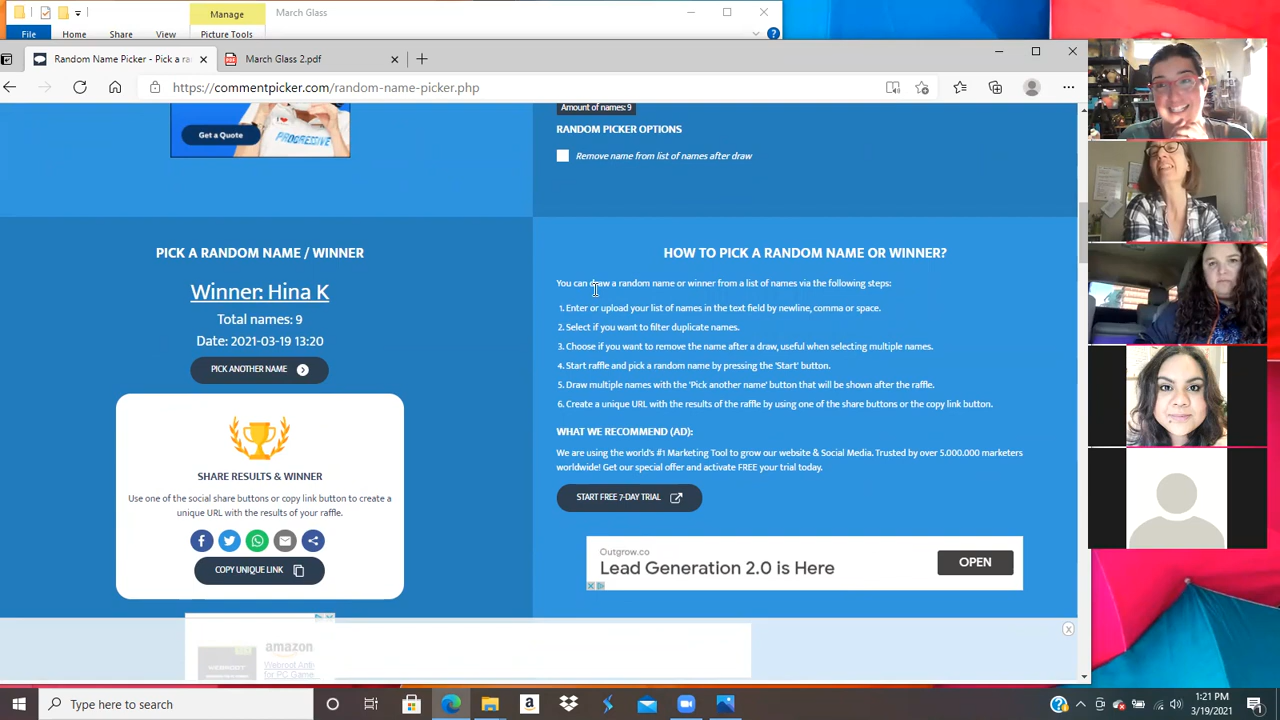 Manage
March Glass
File
Home
Share
View
Picture Tools
Random Name Picker - Pick a ra
March Glass 2.pdf
https://commentpicker.com/random-name-picker.php
Get a Quote
PROGRESSIVE
Amount of names: 9
RANDOM PICKER OPTIONS
Remove name from list of names after draw
PICK A RANDOM NAME / WINNER
Winner: Hina K
Total names: 9
Date: 2021-03-19 13:20
PICK ANOTHER NAME
SHARE RESULTS & WINNER
Use one of the social share buttons or copy link button to create a
unique URL with the results of your raffle.
COPY UNIQUE LINK
HOW TO PICK A RANDOM NAME OR WINNER?
You can draw a random name or winner from a list of names via the following steps:
1. Enter or upload your list of names in the text field by newline, comma or space.
2. Select if you want to filter duplicate names.
3. Choose if you want to remove the name after a draw, useful when selecting multiple names.
4. Start raffle and pick a random name by pressing the 'Start' button.
5. Draw multiple names with the 'Pick another name' button that will be shown after the raffle.
6. Create a unique URL with the results of the raffle by using one of the share buttons or the copy link button.
WHAT WE RECOMMEND (AD):
We are using the world's #1 Marketing Tool to grow our website & Social Media. Trusted by over 5.000.000 marketers
worldwide! Get our special offer and activate FREE your trial today.
START FREE 7-DAY TRIAL
Outgrow.co
Lead Generation 2.0 is Here
OPEN
amazon
Webroot Anti
for PC Game
Type here to search
1:21 PM
3/19/2021